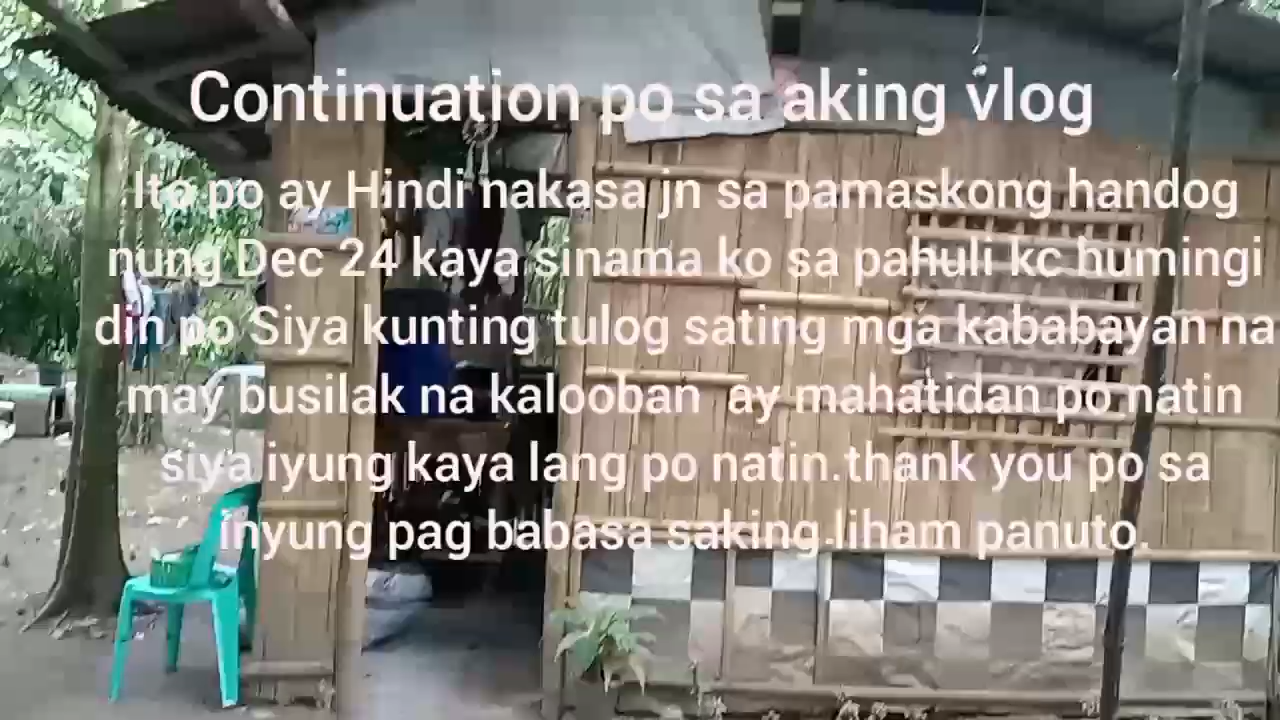 Continuation po sa aking vlog
Ito po ay Hindi nakasa jn sa pamaskong handog
nung Dec 24 kaya sinama ko sa pahuli kc humingi
din po Siya kunting tulog sating mga kababayan na
may busilak na kalooban ay mahatidan po natin
siya iyung kaya lang po natin.thank you po sa
inyung pag babasa saking liham panuto.